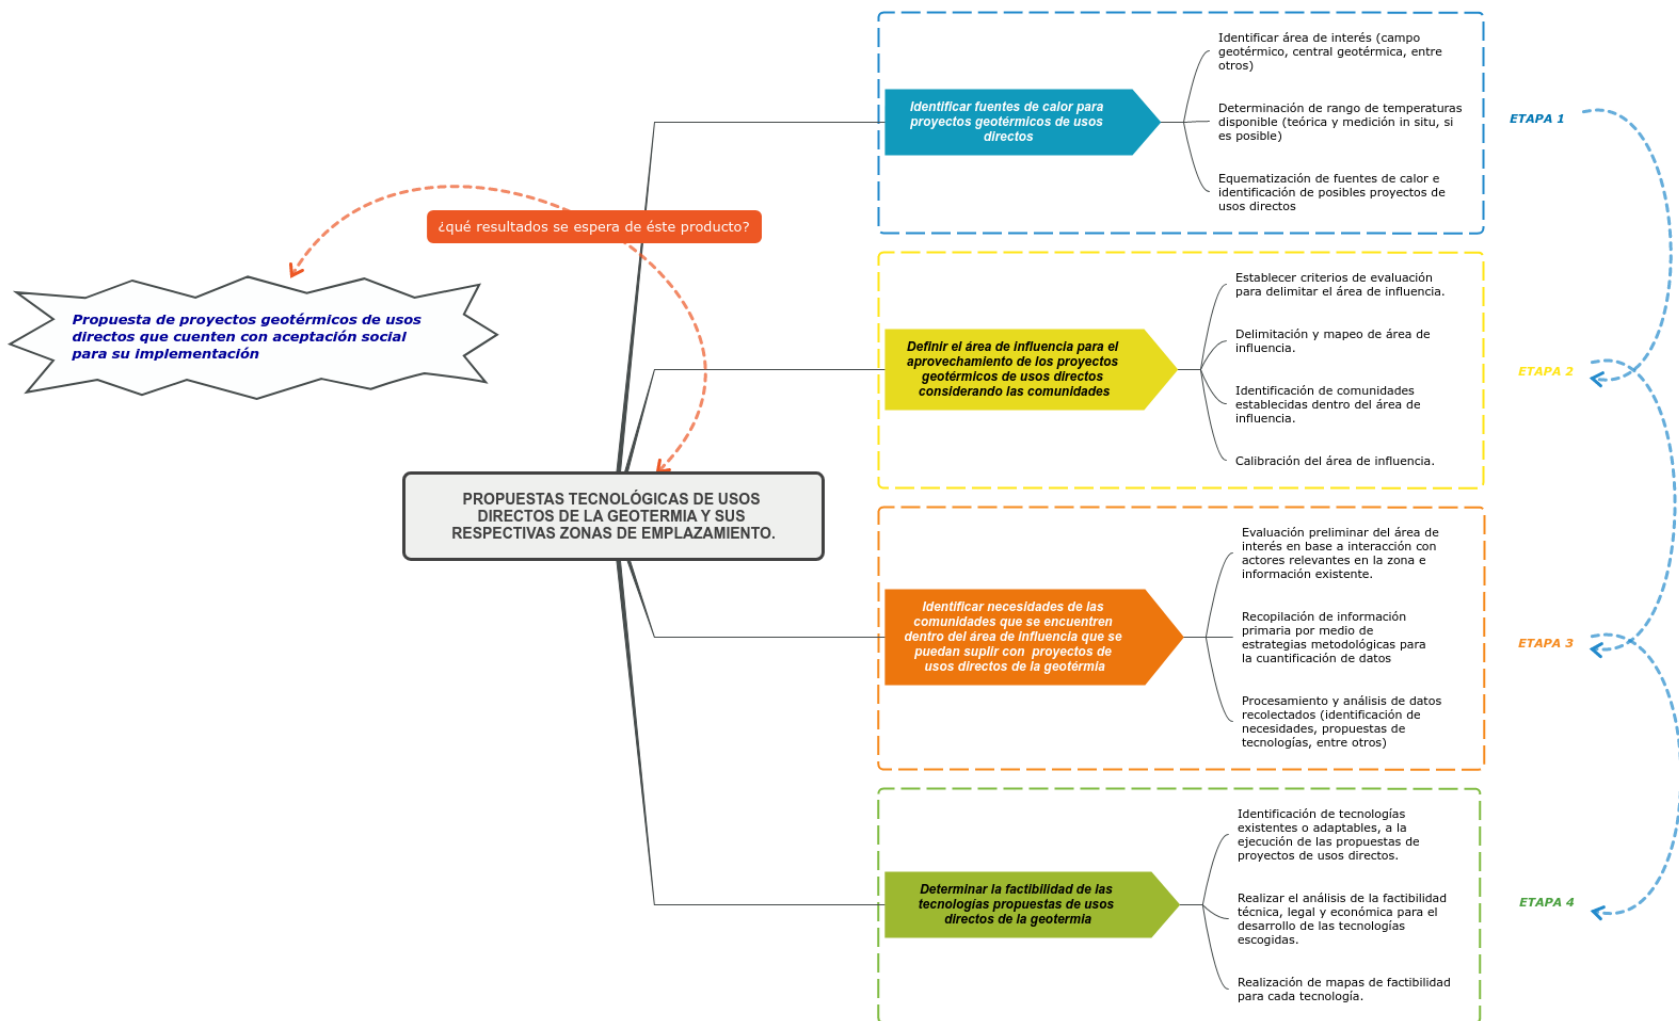 Identificar fuentes de calor para
proyectos geotérmicos de usos
directos
Identificar área de interés (campo
geotérmico, central geotérmica, entre
otros)
Determinación de rango de temperaturas
disponible (teórica y medición in situ, si
es posible)
Equematización de fuentes de calor e
identificación de posibles proyectos de
usos directos
ETAPA 1
¿qué resultados se espera de éste producto?
Propuesta de proyectos geotérmicos de usos
directos que cuenten con aceptación social
para su implementación
Definir el área de influencia para el
aprovechamiento de los proyectos
geotérmicos de usos directos
considerando las comunidades
Establecer criterios de evaluación
para delimitar el área de influencia.
Delimitación y mapeo de área de
influencia.
Identificación de comunidades
establecidas dentro del área de
influencia.
Calibración del área de influencia.
ETAPA 2
PROPUESTAS TECNOLÓGICAS DE USOS
DIRECTOS DE LA GEOTERMIA Y SUS
RESPECTIVAS ZONAS DE EMPLAZAMIENTO.
Identificar necesidades de las
comunidades que se encuentren
dentro del área de influencia que se
puedan suplir con  proyectos de
usos directos de la geotérmia
Evaluación preliminar del área de
interés en base a interacción con
actores relevantes en la zona e
información existente.
Recopilación de información
primaria por medio de
estrategias metodológicas para
la cuantificación de datos
Procesamiento y análisis de datos
recolectados (identificación de
necesidades, propuestas de
tecnologías, entre otros)
ETAPA 3
Determinar la factibilidad de las
tecnologías propuestas de usos
directos de la geotermia
Identificación de tecnologías
existentes o adaptables, a la
ejecución de las propuestas de
proyectos de usos directos.
Realizar el análisis de la factibilidad
técnica, legal y económica para el
desarrollo de las tecnologías
escogidas.
Realización de mapas de factibilidad
para cada tecnología.
ETAPA 4